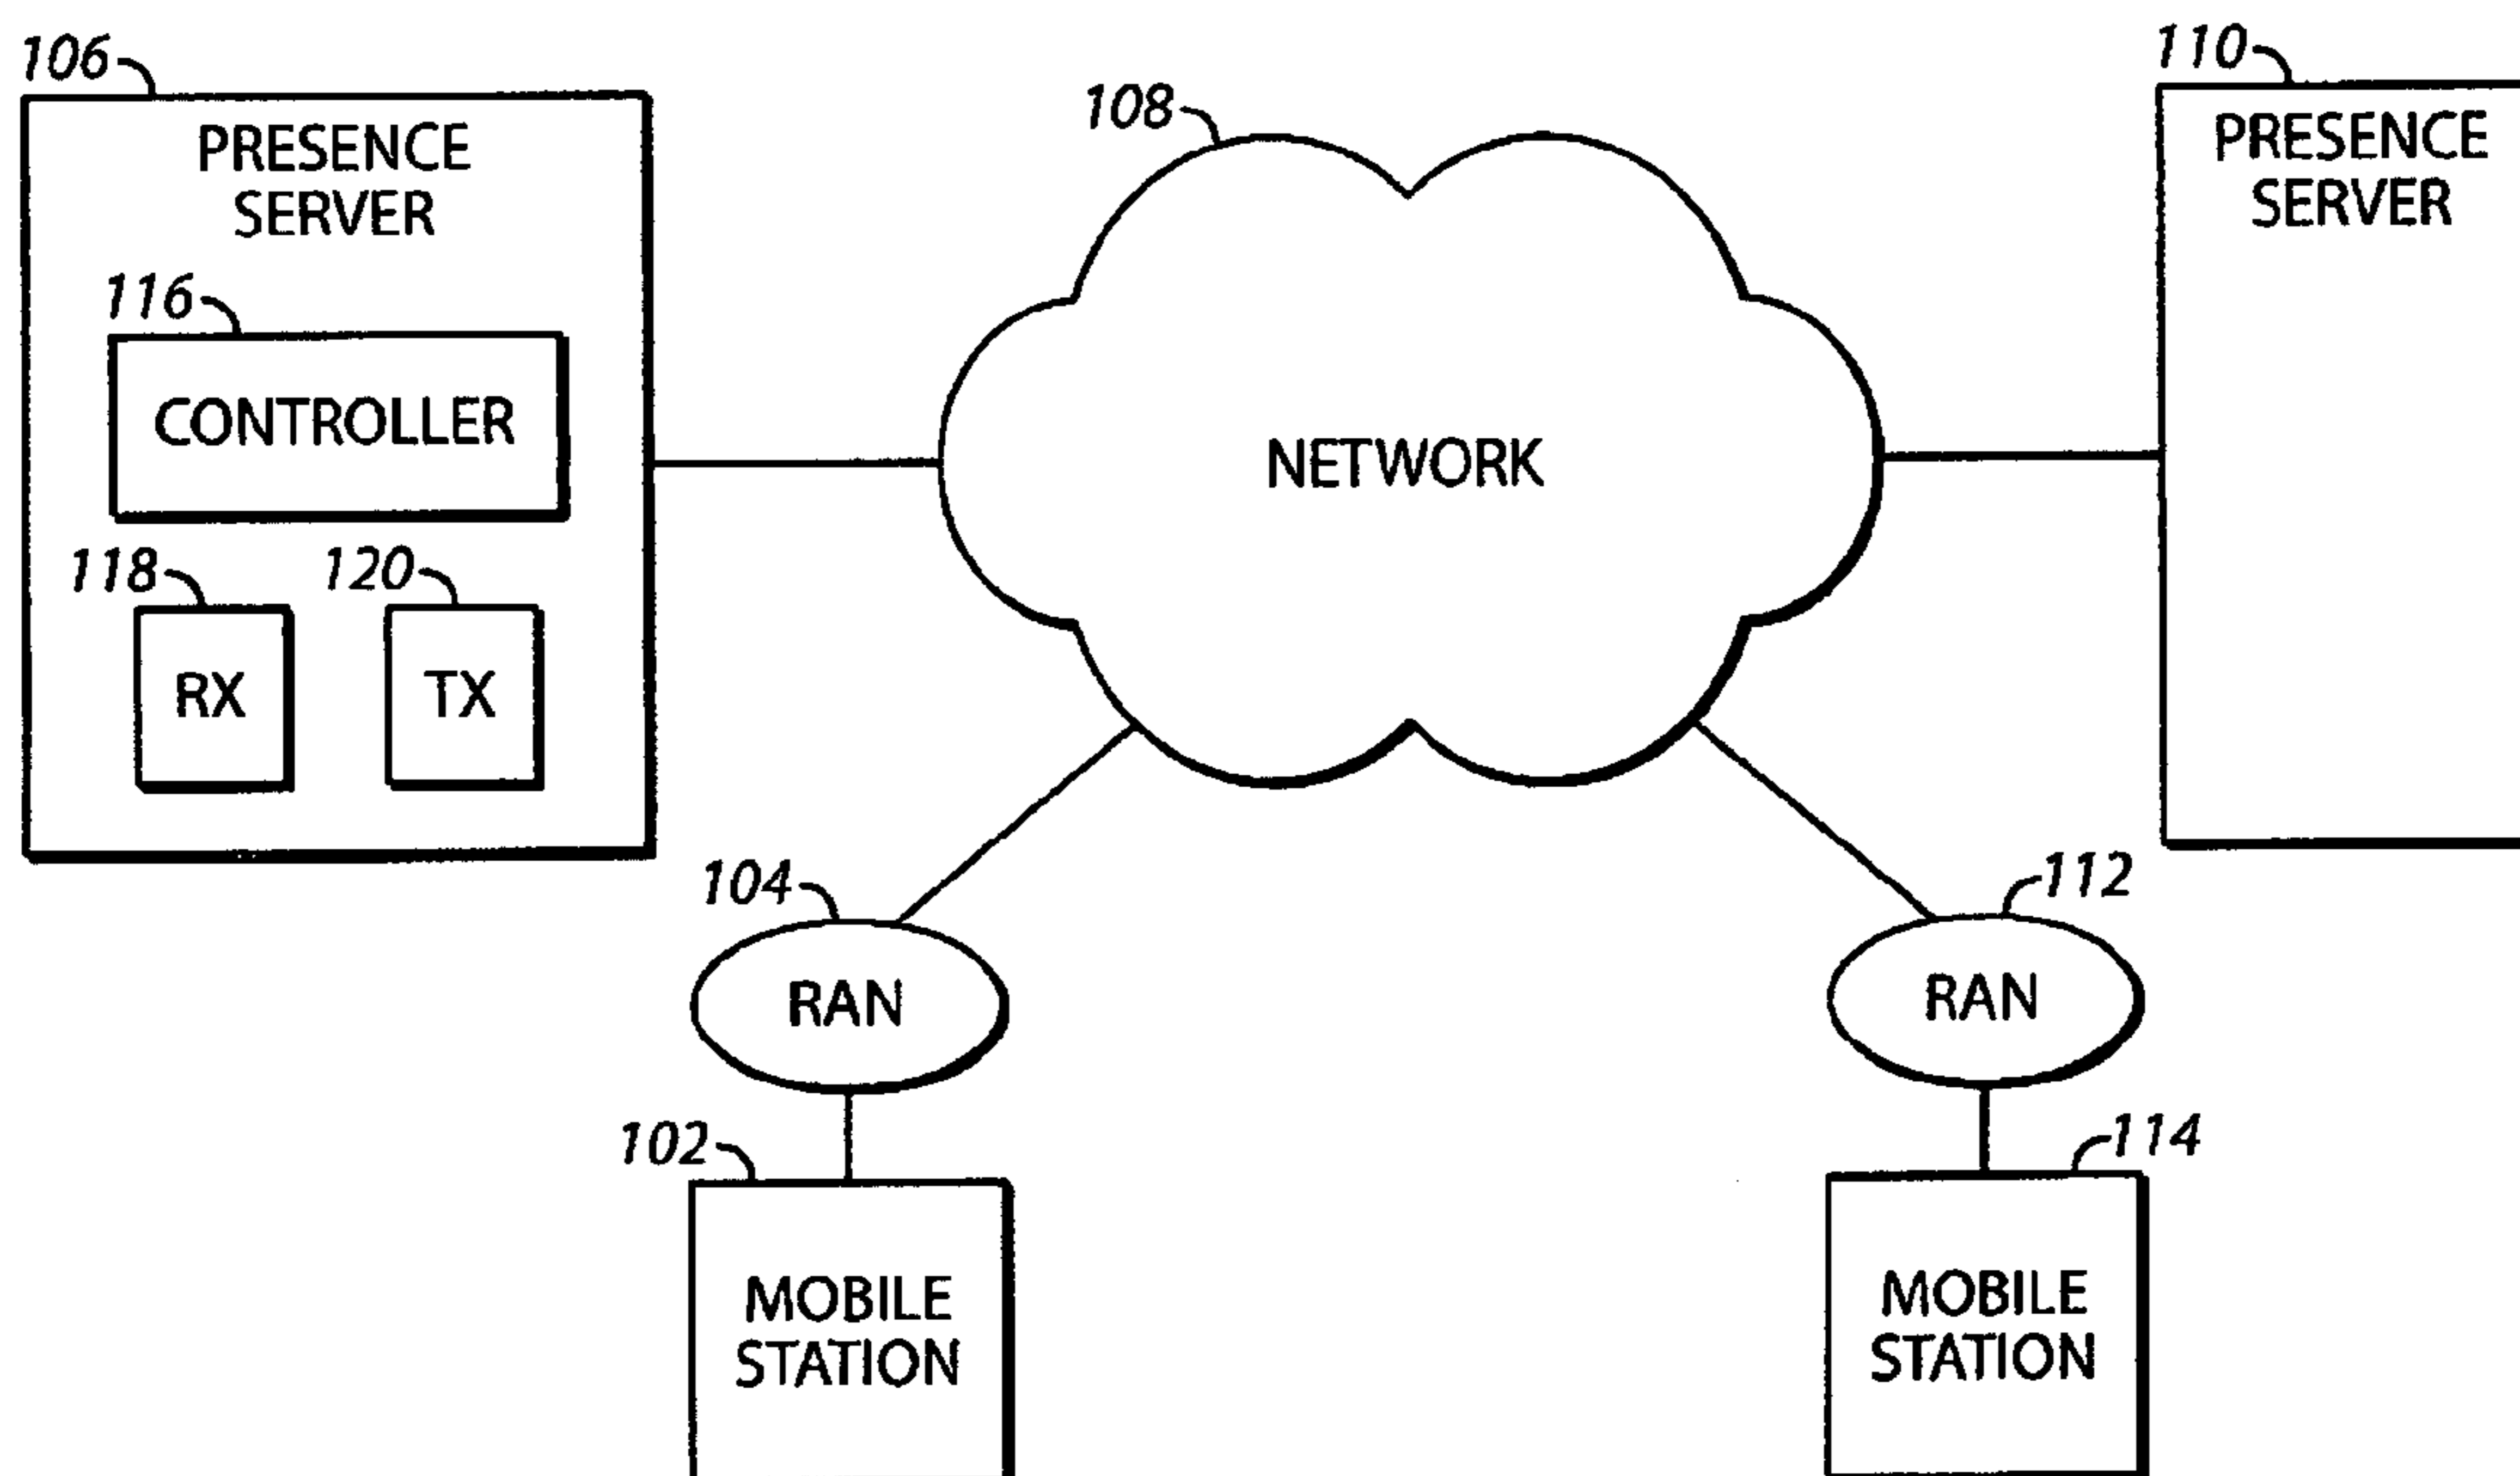 106
PRESENCE
SERVER
116
CONTROLLER
118
120
RX
TX
108
NETWORK
110
PRESENCE
SERVER
104
RAN
112
RAN
102
MOBILE
STATION
114
MOBILE
STATION